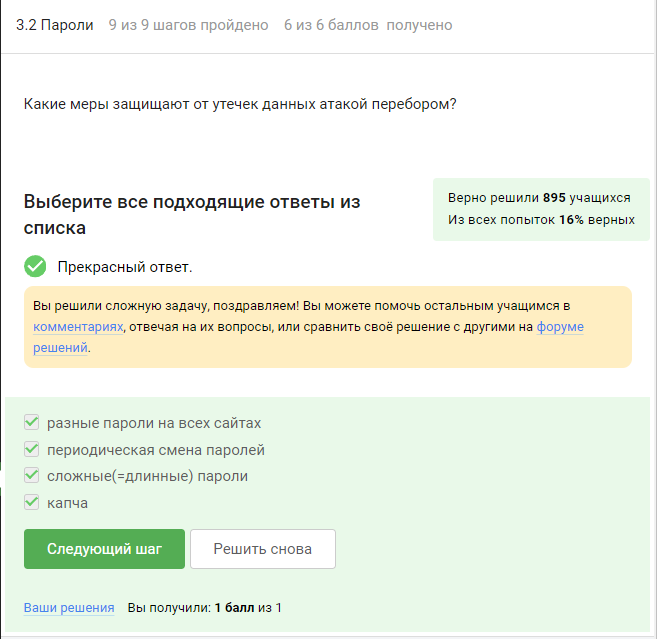 3.2 Пароли 9 из 9 шагов пройдено 6 из 6 баллов получено
Какие меры защищают от утечек данных атакой перебором?
Выберите все подходящие ответы из
списка
Верно решили 895 учащихся
Из всех попыток 16% верных
Прекрасный ответ.
Вы решили сложную задачу, поздравляем! Вы можете помочь остальным учащимся в
комментариях, отвечая на их вопросы, или сравнить своё решение с другими на форуме
решений.
разные пароли на всех сайтах
периодическая смена паролей
сложные(=длинные) пароли
капча
Следующий шаг Решить снова
Ваши решения Вы получили: 1 балл из 1